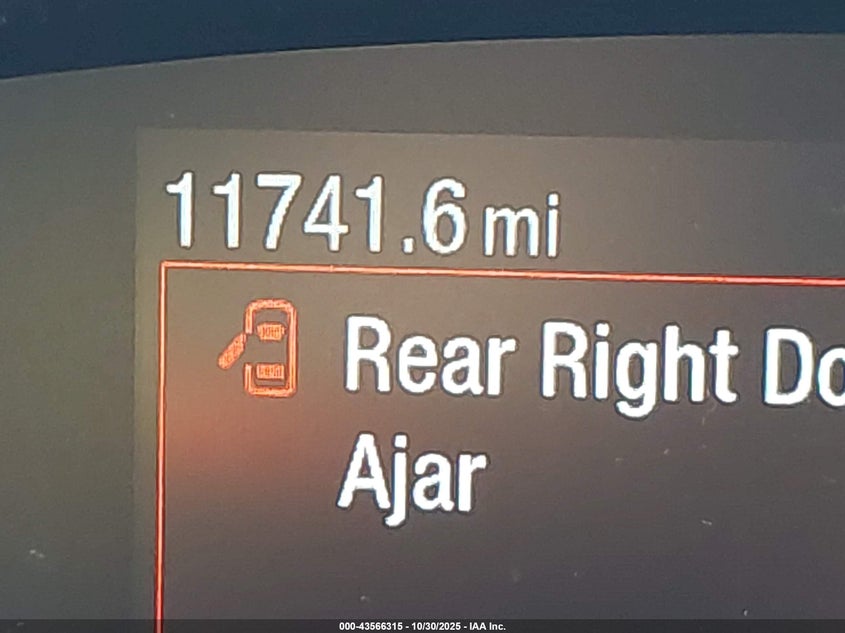 11741.6 mi
Rear Right Do
Ajar
000-43566315 - 10/30/2025 - IAA Inc.